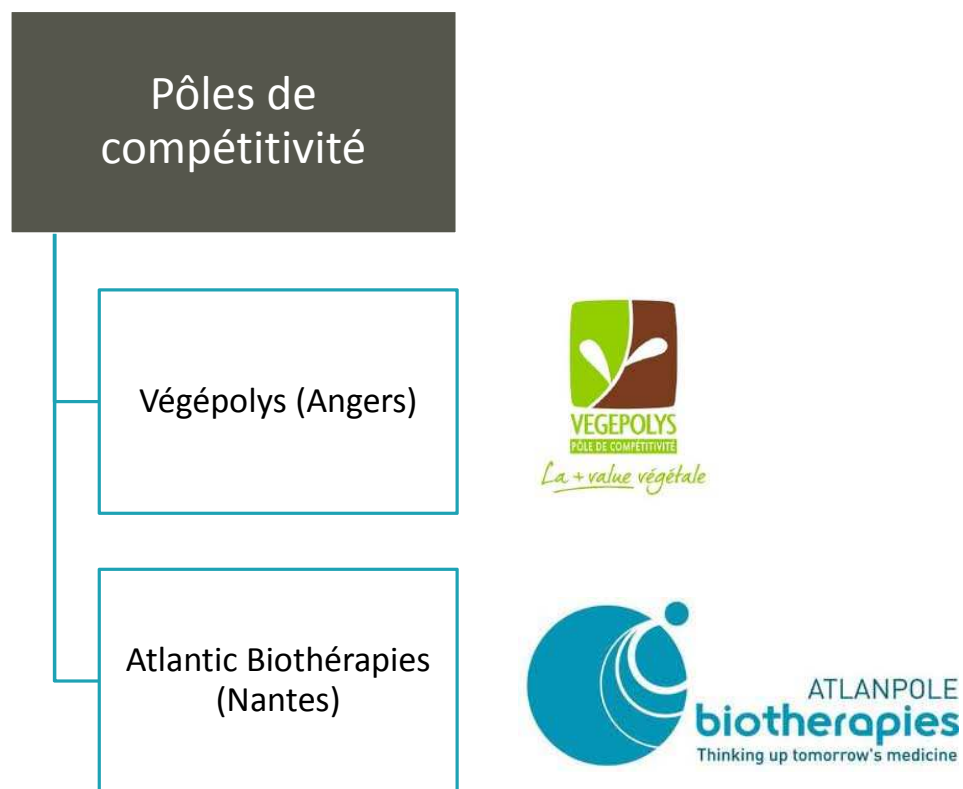 Pôles de
compétitivité
Végépolys (Angers)
VEGEPOLYS
PÔLE DE COMPÉTITIVITÉ
La + value végétale
Atlantic Biothérapies
(Nantes)
ATLANPOLE
biotherapies
Thinking up tomorrow's medicine